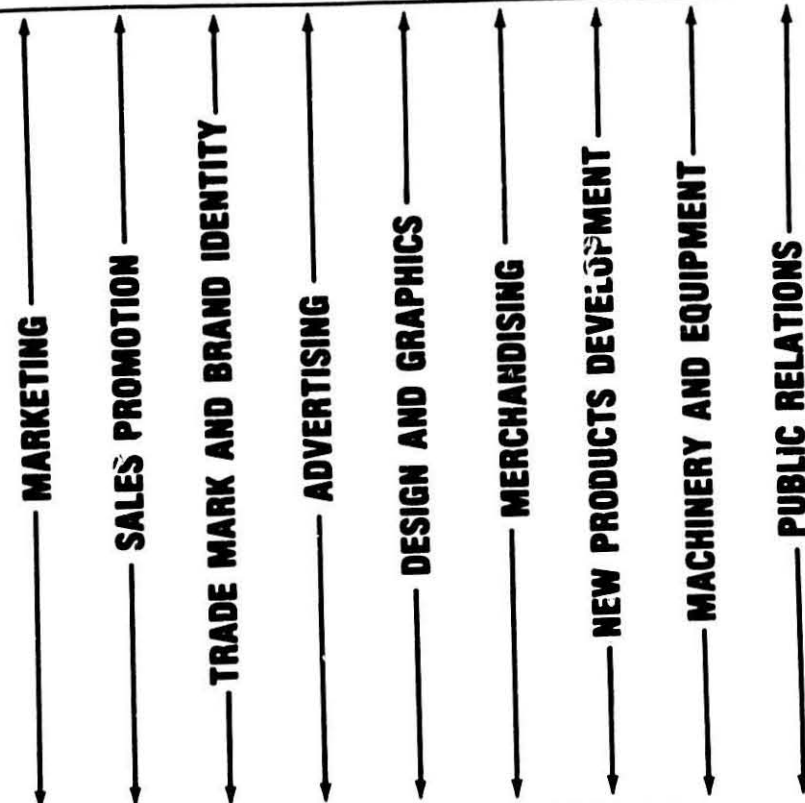 MARKETING
SALES PROMOTION
TRADE MARK AND BRAND IDENTITY
ADVERTISING
DESIGN AND GRAPHICS
MERCHANDISING
NEW PRODUCTS DEVELOPMENT
MACHINERY AND EQUIPMENT
PUBLIC RELATIONS